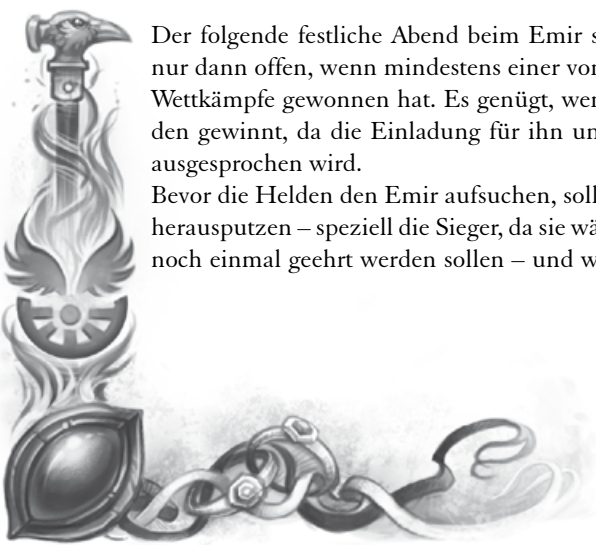 Der folgende festliche Abend beim Emir s
nur dann offen, wenn mindestens einer vor
Wettkämpfe gewonnen hat. Es genügt, wer
den gewinnt, da die Einladung für ihn un
ausgesprochen wird.
Bevor die Helden den Emir aufsuchen, soll
herausputzen – speziell die Sieger, da sie wä
noch einmal geehrt werden sollen – und w